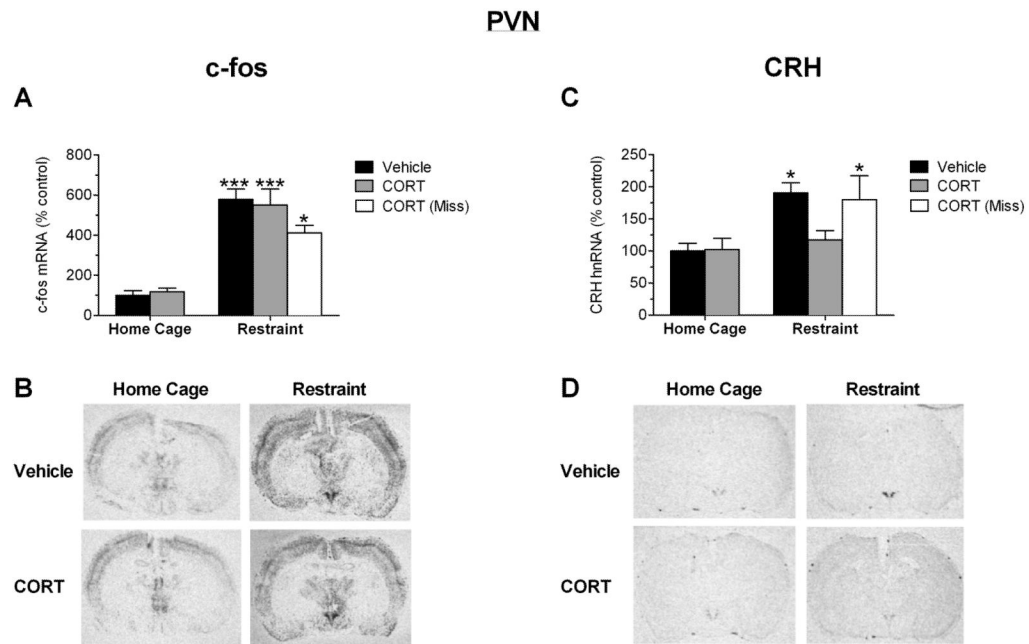 PVN
c-fos
CRH
A
c-fos mRNA (% control)
800
600
400
200
0
*** ***
*
Home Cage Restraint
Vehicle
CORT
CORT (Miss)
C
CRH hnRNA (% control)
250
200
150
100
50
0
* *
Home Cage Restraint
Vehicle
CORT
CORT (Miss)
B
Home Cage Restraint
Vehicle
CORT
D
Home Cage Restraint
Vehicle
CORT